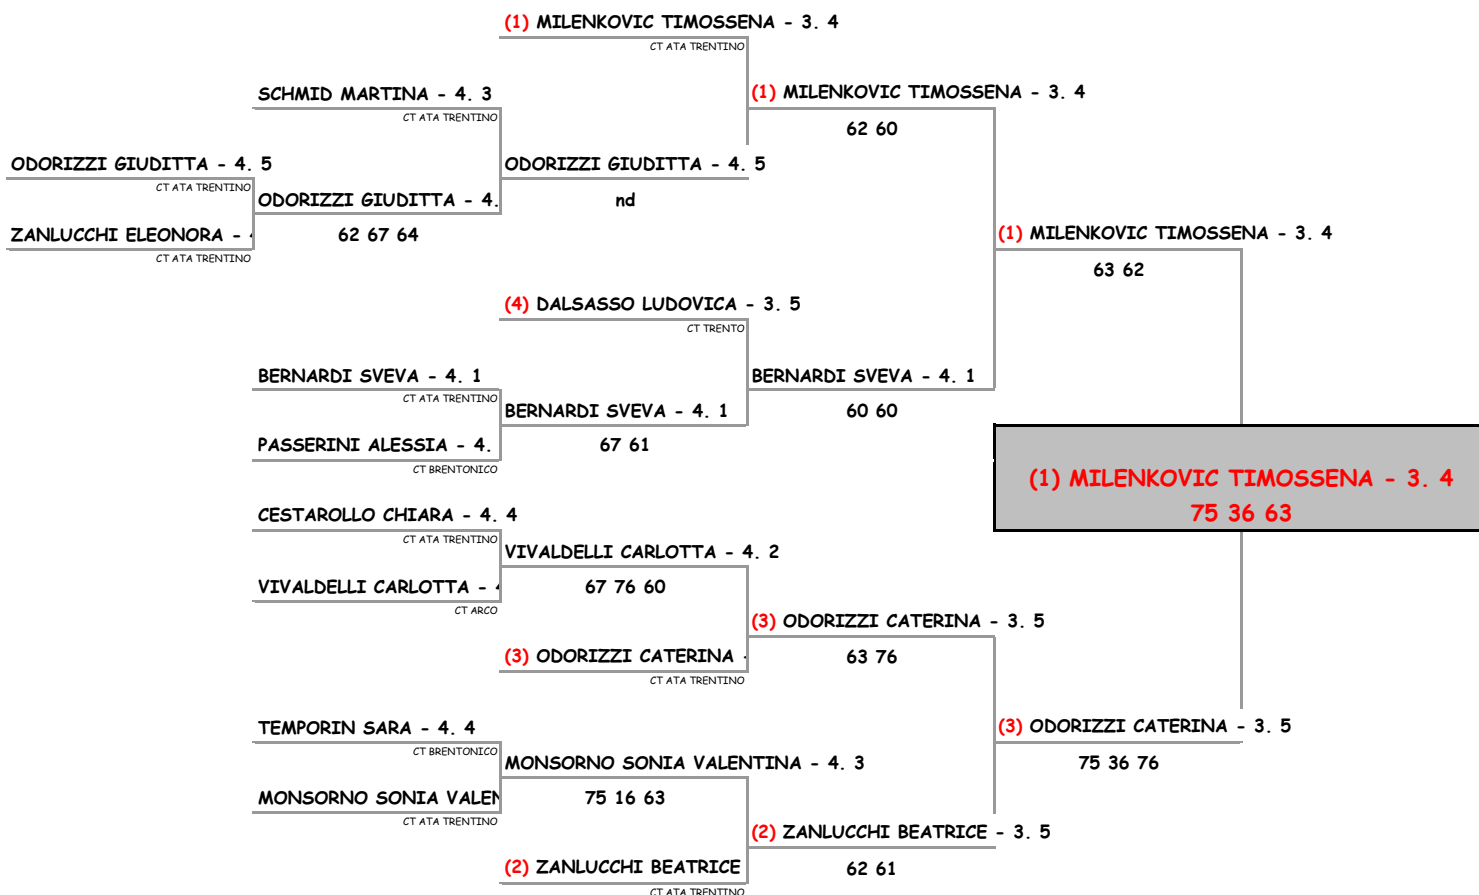 (1) MILENKOVIC TIMOSSENA - 3. 4
CT ATA TRENTINO
SCHMID MARTINA - 4. 3
(1) MILENKOVIC TIMOSSENA - 3. 4
CT ATA TRENTINO
62 60
ODORIZZI GIUDITTA - 4. 5
ODORIZZI GIUDITTA - 4. 5
CT ATA TRENTINO
ODORIZZI GIUDITTA - 4.
nd
ZANLUCCHI ELEONORA -
62 67 64
(1) MILENKOVIC TIMOSSENA - 3. 4
CT ATA TRENTINO
63 62
(4) DALSASSO LUDOVICA - 3. 5
CT TRENTO
BERNARDI SVEVA - 4. 1
BERNARDI SVEVA - 4. 1
CT ATA TRENTINO
BERNARDI SVEVA - 4. 1
60 60
PASSERINI ALESSIA - 4.
67 61
CT BRENTONICO
(1) MILENKOVIC TIMOSSENA - 3. 4
75 36 63
CESTAROLLO CHIARA - 4. 4
CT ATA TRENTINO
VIVALDELLI CARLOTTA - 4. 2
VIVALDELLI CARLOTTA -
67 76 60
CT ARCO
(3) ODORIZZI CATERINA - 3. 5
(3) ODORIZZI CATERINA
63 76
CT ATA TRENTINO
TEMPORIN SARA - 4. 4
(3) ODORIZZI CATERINA - 3. 5
CT BRENTONICO
MONSORNO SONIA VALENTINA - 4. 3
75 36 76
MONSORNO SONIA VALEN
75 16 63
CT ATA TRENTINO
(2) ZANLUCCHI BEATRICE - 3. 5
(2) ZANLUCCHI BEATRICE
62 61
CT ATA TRENTINO